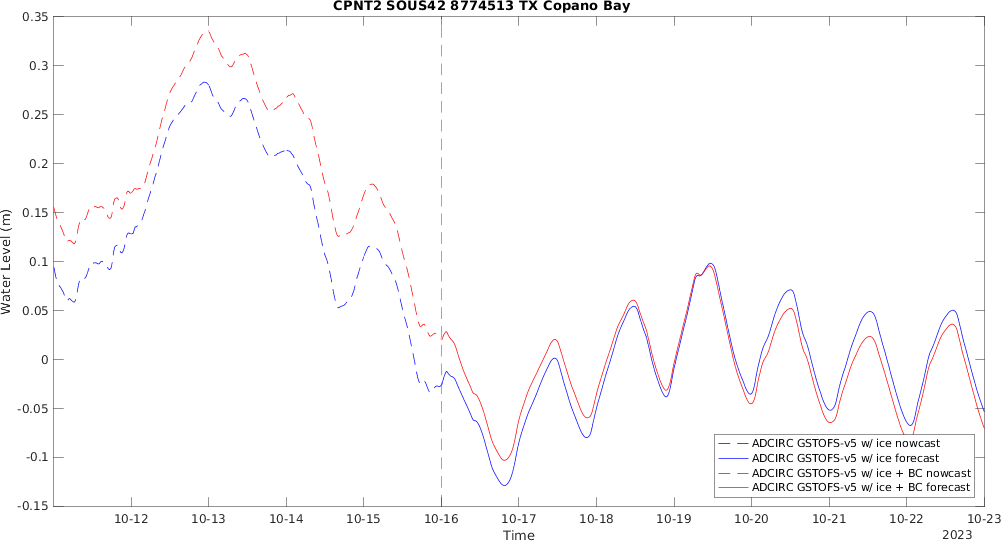 CPNT2 SOUS42 8774513 TX Copano Bay
0.35
0.3
0.25
0.2
0.15
0.1
0.05
0
-0.05
-0.1
-0.15
Water Level (m)
10-12 10-13 10-14 10-15 10-16 10-17 10-18 10-19 10-20 10-21 10-22 10-23
Time
2023
ADCIRC GSTOFS-v5 w/ ice nowcast
ADCIRC GSTOFS-v5 w/ ice forecast
ADCIRC GSTOFS-v5 w/ ice + BC nowcast
ADCIRC GSTOFS-v5 w/ ice + BC forecast